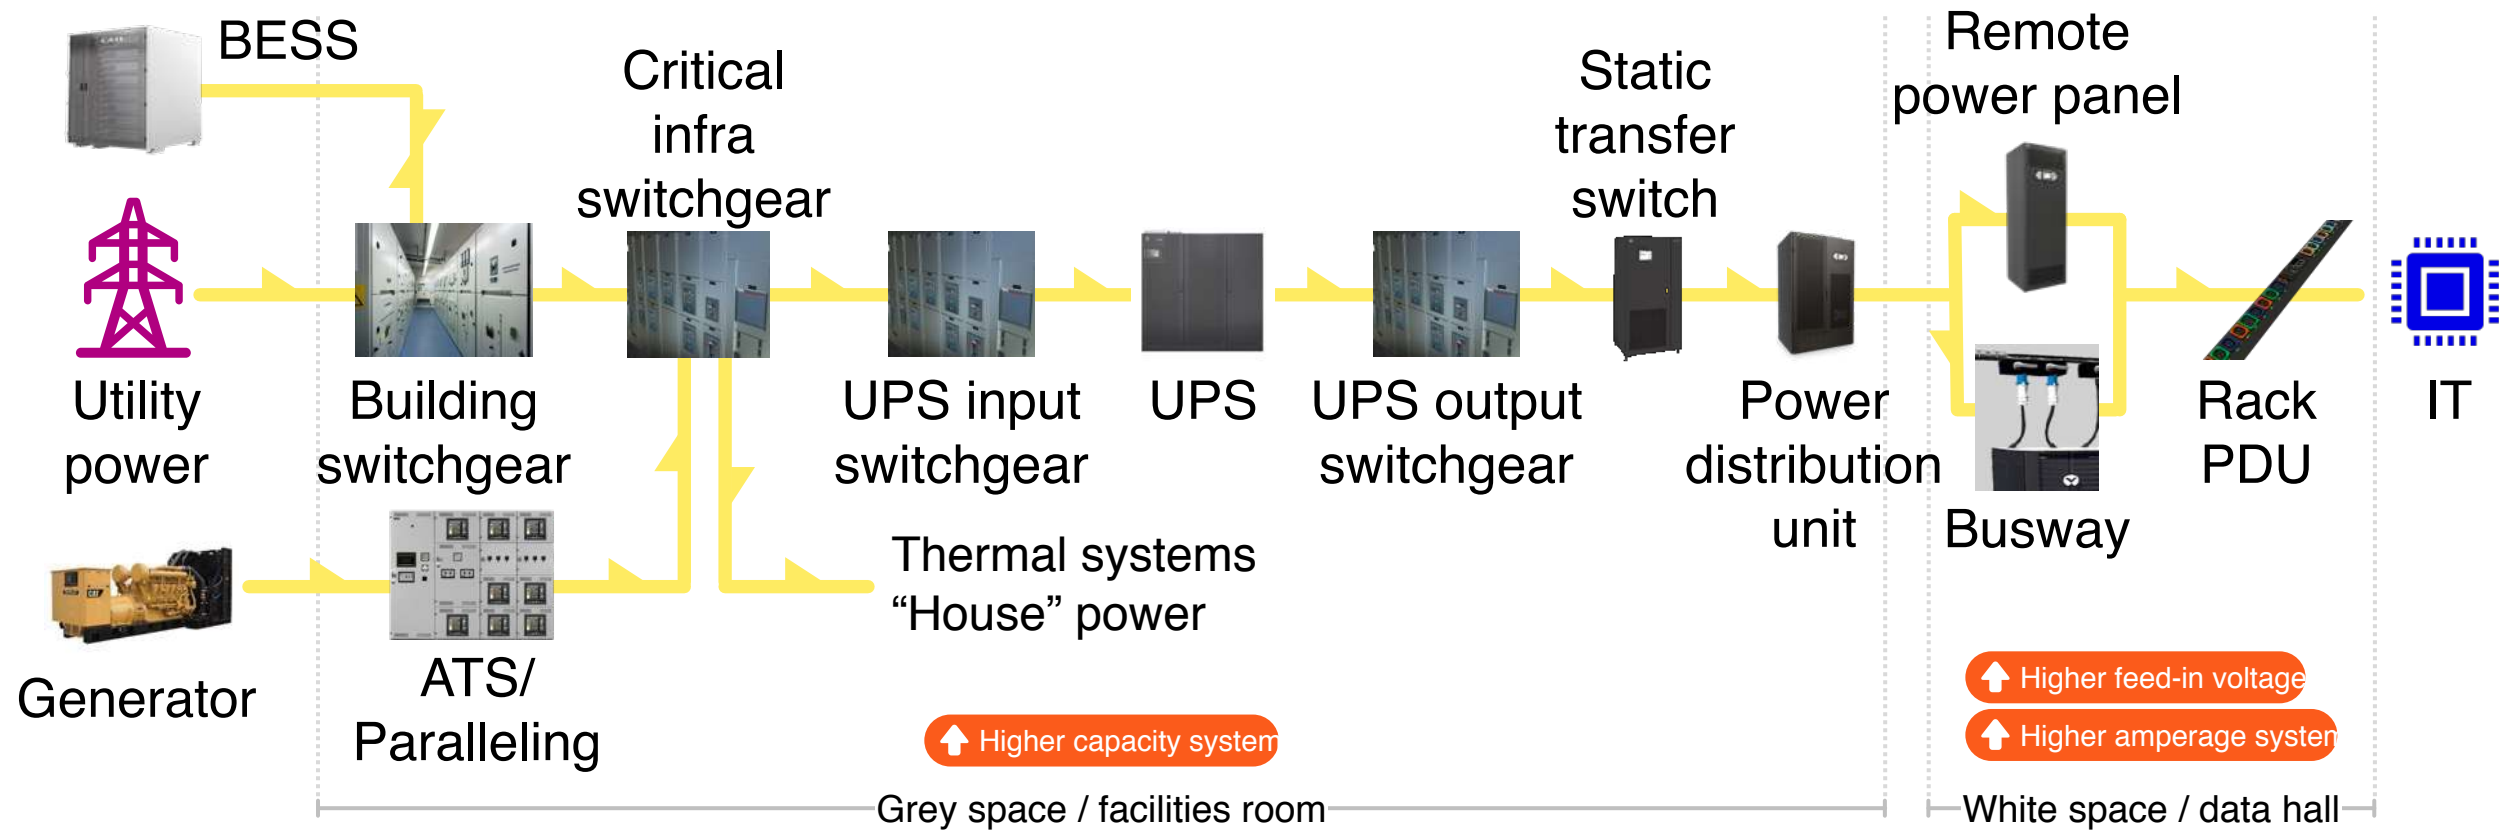 BESS
Critical
infra
switchgear
Static
transfer
switch
Remote
power panel
Utility
power
Building
switchgear
UPS input
switchgear
UPS
UPS output
switchgear
Power
distribution
unit
Busway
Rack
PDU
IT
Generator
ATS/
Paralleling
Thermal systems
“House” power
Higher capacity system
Higher feed-in voltage
Higher amperage system
Grey space / facilities room
White space / data hall
CAT